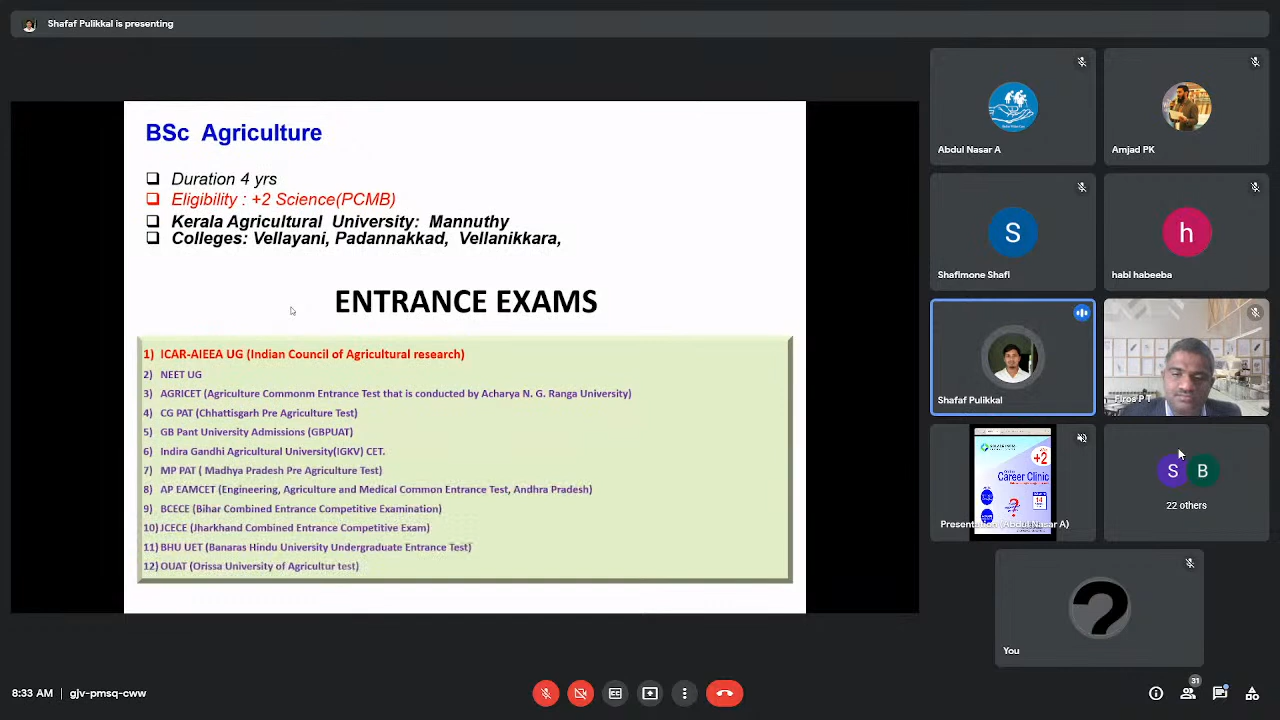 Shafaf Pulikkal is presenting
BSc Agriculture
Duration 4 yrs
Eligibility : +2 Science(PCMB)
Kerala Agricultural University: Mannuthy
Colleges: Vellayani, Padannakkad, Vellanikkara,
ENTRANCE EXAMS
1) ICAR-AIEEA UG (Indian Council of Agricultural research)
2) NEET UG
3) AGRICET (Agriculture Commonm Entrance Test that is conducted by Acharya N. G. Ranga University)
4) CG PAT (Chhattisgarh Pre Agriculture Test)
5) GB Pant University Admissions (GBPUAT)
6) Indira Gandhi Agricultural University(IGKV) CET.
7) MP PAT ( Madhya Pradesh Pre Agriculture Test)
8) AP EAMCET (Engineering, Agriculture and Medical Common Entrance Test, Andhra Pradesh)
9) BCECE (Bihar Combined Entrance Competitive Examination)
10) JCECE (Jharkhand Combined Entrance Competitive Exam)
11) BHU UET (Banaras Hindu University Undergraduate Entrance Test)
12) OUAT (Orissa University of Agricultur test)
Abdul Nasar A
Amjad PK
S
Shafimone Shafi
h
habi habeeba
Shafaf Pulikkal
Firos P T
+2
Career Clinic
14
Presentation (Abdul Nasar A)
S B
22 others
?
You
8:33 AM | gjv-pmsq-cww
31